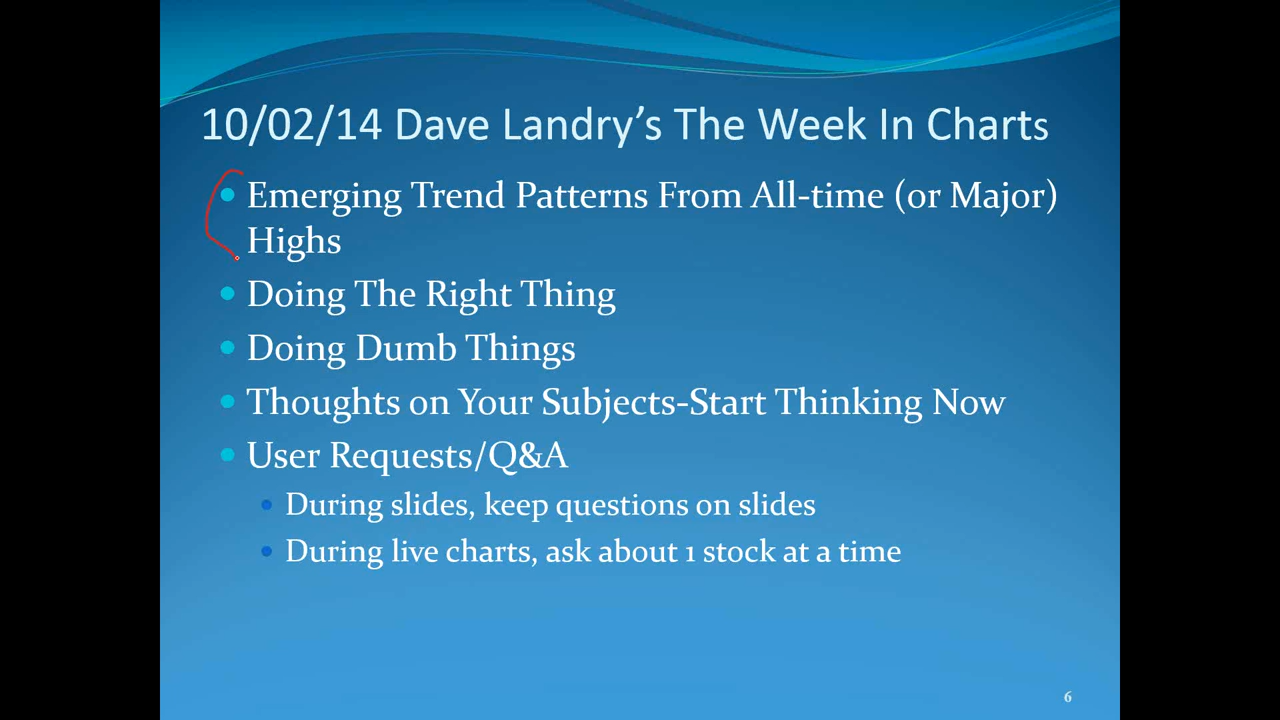 10/02/14 Dave Landry’s The Week In Charts
Emerging Trend Patterns From All-time (or Major)
Highs
Doing The Right Thing
Doing Dumb Things
Thoughts on Your Subjects-Start Thinking Now
User Requests/Q&A
During slides, keep questions on slides
During live charts, ask about 1 stock at a time
6